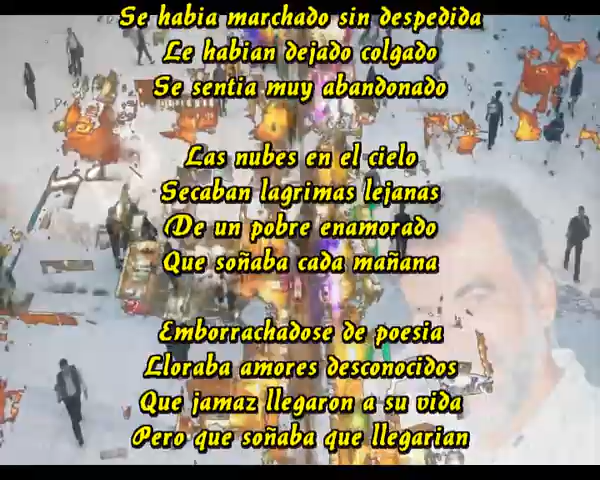 Se habia marchado sin despedida
Le habian dejado colgado
Se sentia muy abandonado
Las nubes en el cielo
Secaban lagrimas lejanas
De un pobre enamorado
Que soñaba cada mañana
Emborrachadose de poesia
Lloraba amores desconocidos
Que jamaz llegaron a su vida
Pero que soñaba que llegarian